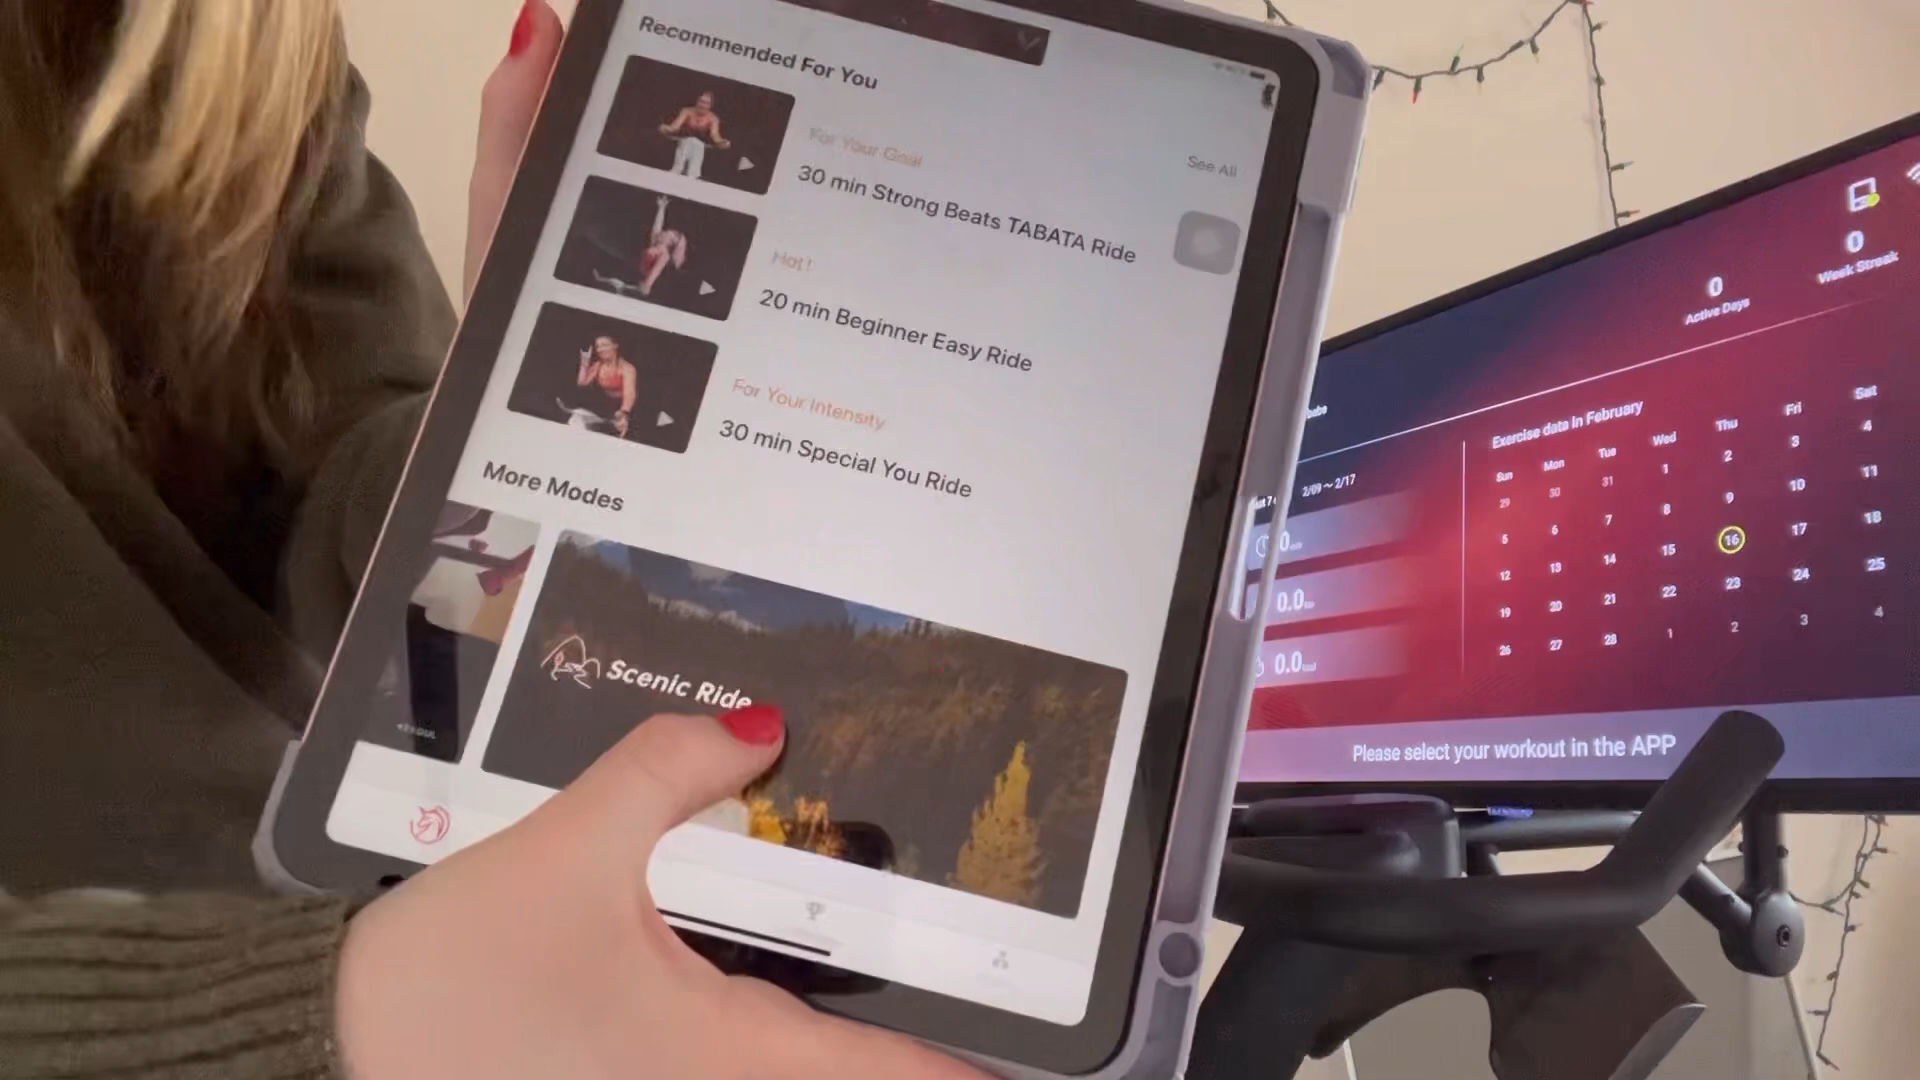 Recommended For You
See All
For Your Goal
30 min Strong Beats TABATA Ride
Hot!
20 min Beginner Easy Ride
For Your Intensity
30 min Special You Ride
More Modes
Scenic Ride
0
Active Days
0
Week Streak
2/09~2/17
0
0.0
0.0
Exercise data in February
Sun Mon Tue Wed Thu Fri Sat
29 30 31 1 2 3 4
5 6 7 8 9 10 11
12 13 14 15 16 17 18
19 20 21 22 23 24 25
26 27 28 1 2 3 4
Please select your workout in the APP